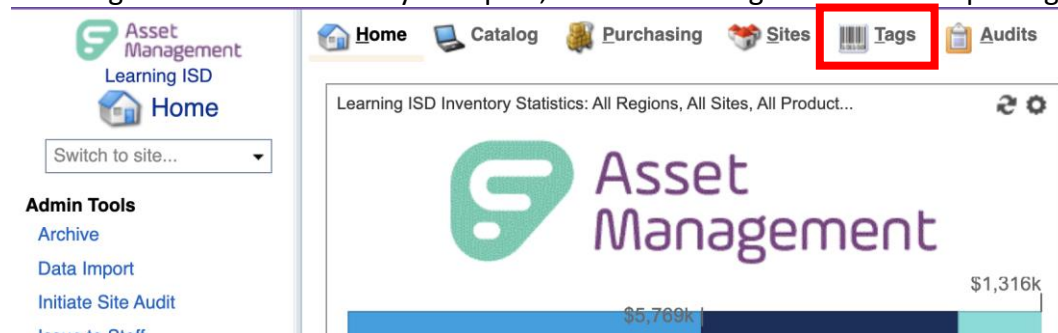 Asset
Management
Learning ISD
Home
Switch to site...
Admin Tools
Archive
Data Import
Initiate Site Audit
Home Catalog Purchasing Sites Tags Audits
Learning ISD Inventory Statistics: All Regions, All Sites, All Product...
Asset
Management
$1,316k
$5,769k